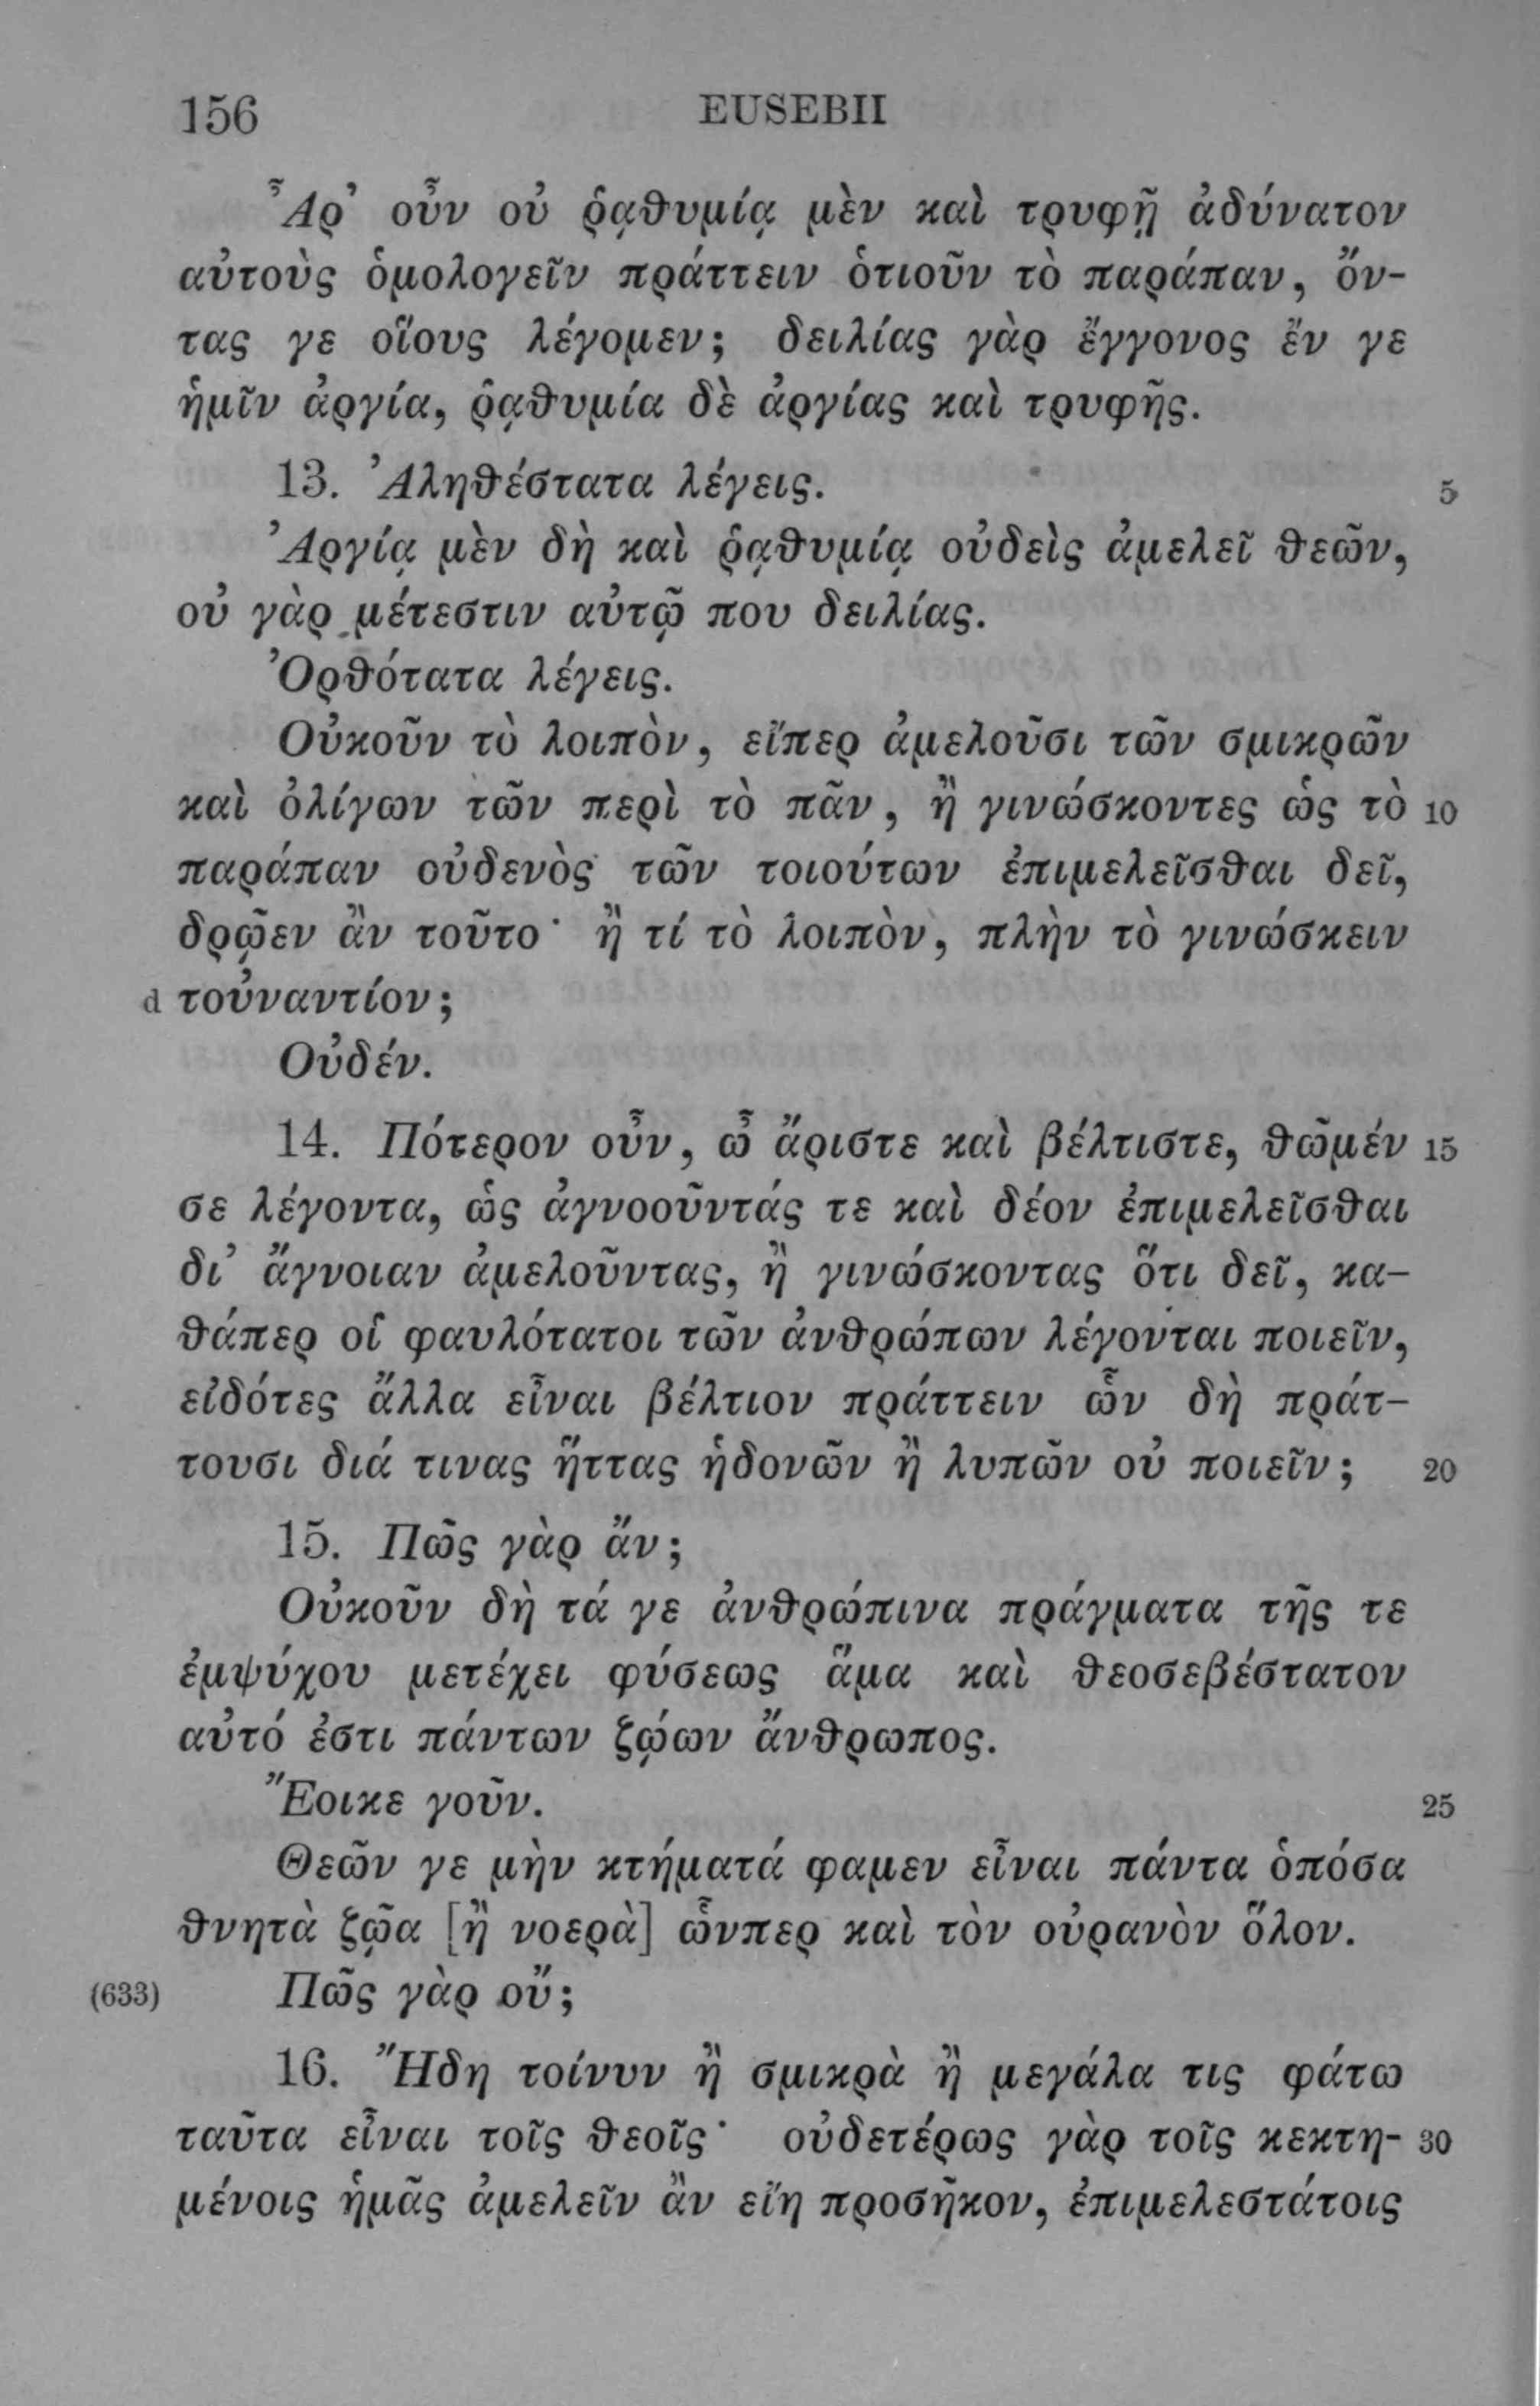 156 EUSEBII
Ἆρ’ οὖν οὐ ῥᾳθυμίᾳ μὲν καὶ τρυφῇ ἀδύνατον
αὐτοὺς ὁμολογεῖν πράττειν ὁτιοῦν τὸ παράπαν, ὄν-
τας γε οἵους λέγομεν; δειλίας γὰρ ἔγγονος ἔν γε
ἡμῖν ἀργία, ῥᾳθυμία δὲ ἀργίας καὶ τρυφῆς.
13. Ἀληθέστατα λέγεις. 5
Ἀργίᾳ μὲν δὴ καὶ ῥᾳθυμίᾳ οὐδεὶς ἀμελεῖ θεῶν,
οὐ γὰρ μέτεστιν αὐτῷ που δειλίας.
Ὀρθότατα λέγεις.
Οὐκοῦν τὸ λοιπὸν, εἴπερ ἀμελοῦσι τῶν σμικρῶν
καὶ ὀλίγων τῶν περὶ τὸ πᾶν, ἢ γινώσκοντες ὡς τὸ 10
παράπαν οὐδενὸς τῶν τοιούτων ἐπιμελεῖσθαι δεῖ,
δρῷεν ἂν τοῦτο· ἢ τί τὸ λοιπὸν, πλὴν τὸ γινώσκειν
d τοὐναντίον;
Οὐδέν.
14. Πότερον οὖν, ὦ ἄριστε καὶ βέλτιστε, θῶμέν 15
σε λέγοντα, ὡς ἀγνοοῦντάς τε καὶ δέον ἐπιμελεῖσθαι
δι’ ἄγνοιαν ἀμελοῦντας, ἢ γινώσκοντας ὅτι δεῖ, κα-
θάπερ οἱ φαυλότατοι τῶν ἀνθρώπων λέγονται ποιεῖν,
εἰδότες ἄλλα εἶναι βέλτιον πράττειν ὧν δὴ πράτ-
τουσι διά τινας ἥττας ἡδονῶν ἢ λυπῶν οὐ ποιεῖν; 20
15. Πῶς γὰρ ἄν;
Οὐκοῦν δὴ τά γε ἀνθρώπινα πράγματα τῆς τε
ἐμψύχου μετέχει φύσεως ἅμα καὶ θεοσεβέστατον
αὐτό ἐστι πάντων ζῴων ἄνθρωπος.
Ἔοικε γοῦν. 25
Θεῶν γε μὴν κτήματά φαμεν εἶναι πάντα ὁπόσα
θνητὰ ζῷα [ἢ νοερὰ] ὧνπερ καὶ τὸν οὐρανὸν ὅλον.
(633) Πῶς γὰρ οὔ;
16. Ἤδη τοίνυν ἢ σμικρὰ ἢ μεγάλα τις φάτω
ταῦτα εἶναι τοῖς θεοῖς· οὐδετέρως γὰρ τοῖς κεκτη- 30
μένοις ἡμᾶς ἀμελεῖν ἂν εἴη προσῆκον, ἐπιμελεστάτοις